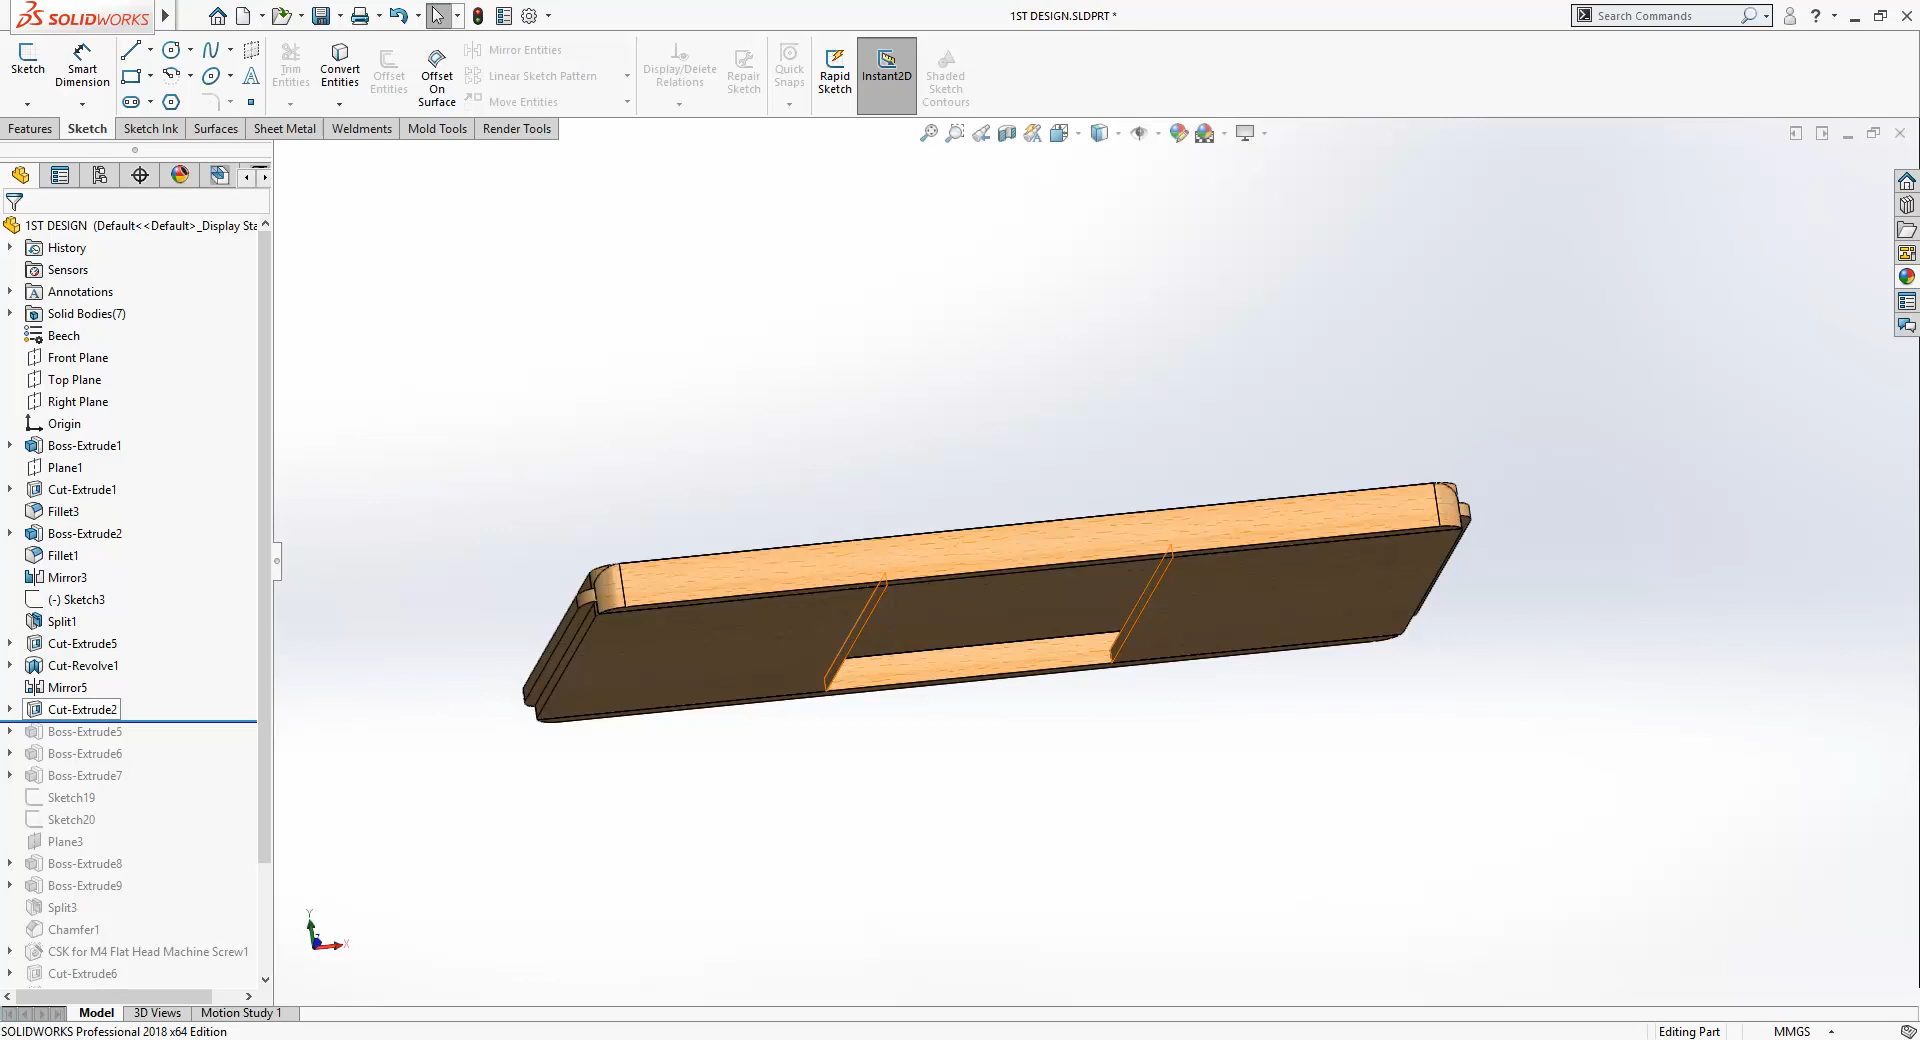 SOLIDWORKS
1ST DESIGN.SLDPRT *
Search Commands
?
Sketch
Smart
Dimension
Trim
Entities
Convert
Entities
Offset
Entities
Offset
On
Surface
Mirror Entities
Linear Sketch Pattern
Move Entities
Display/Delete
Relations
Repair
Sketch
Quick
Snaps
Rapid
Sketch
Instant2D
Shaded
Sketch
Contours
Features
Sketch
Sketch Ink
Surfaces
Sheet Metal
Weldments
Mold Tools
Render Tools
1ST DESIGN (Default<<Default>_Display Sta
History
Sensors
Annotations
Solid Bodies(7)
Beech
Front Plane
Top Plane
Right Plane
Origin
Boss-Extrude1
Plane1
Cut-Extrude1
Fillet3
Boss-Extrude2
Fillet1
Mirror3
(-) Sketch3
Split1
Cut-Extrude5
Cut-Revolve1
Mirror5
Cut-Extrude2
Boss-Extrude5
Boss-Extrude6
Boss-Extrude7
Sketch19
Sketch20
Plane3
Boss-Extrude8
Boss-Extrude9
Split3
Chamfer1
CSK for M4 Flat Head Machine Screw1
Cut-Extrude6
Y
X
Model
3D Views
Motion Study 1
SOLIDWORKS Professional 2018 x64 Edition
Editing Part
MMGS